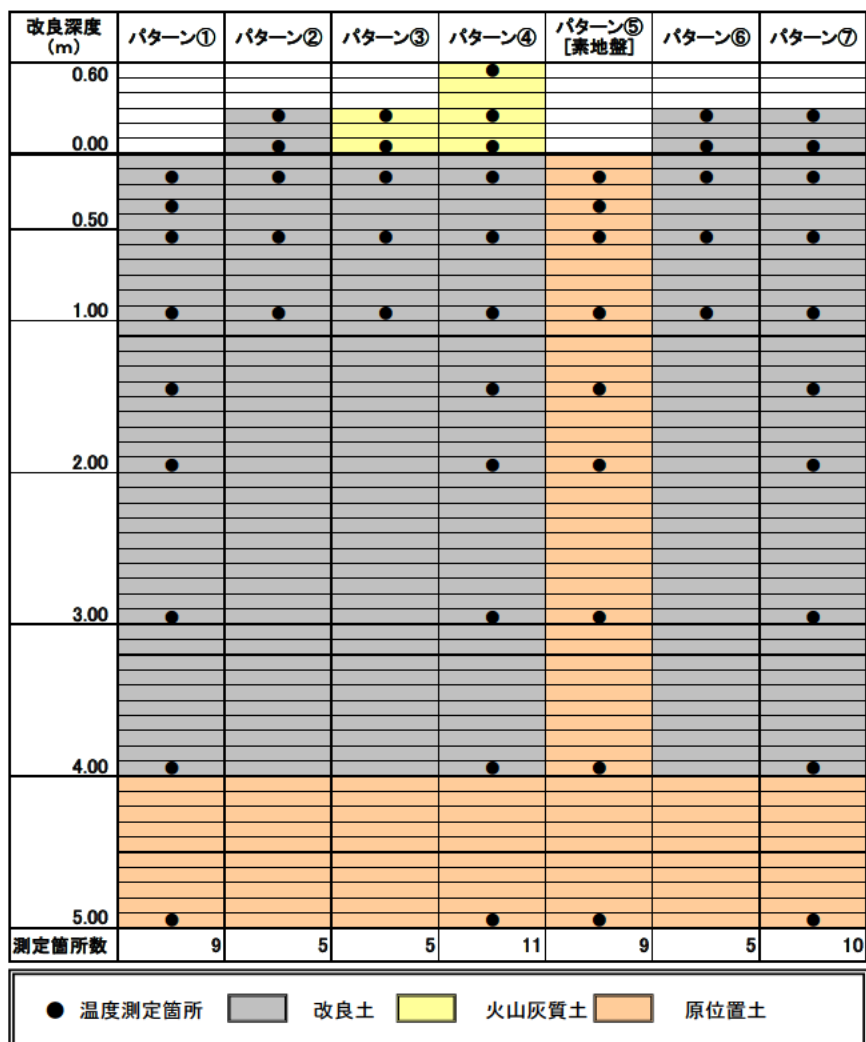 改良深度
(m)
パターン①
パターン②
パターン③
パターン④
パターン⑤
[素地盤]
パターン⑥
パターン⑦
0.60
0.00
0.50
1.00
2.00
3.00
4.00
5.00
測定箇所数 9 5 5 11 9 5 10
● 温度測定箇所 改良土 火山灰質土 原位置土